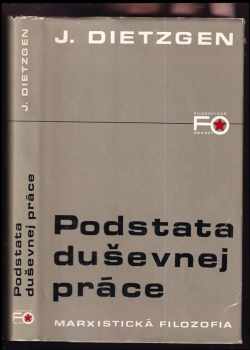 J. DIETZGEN
FO
Podstata
duševnej
práce
MARXISTICKÁ FILOZOFIA
J. DIETZGEN
Podstata
duševnej práce
FO